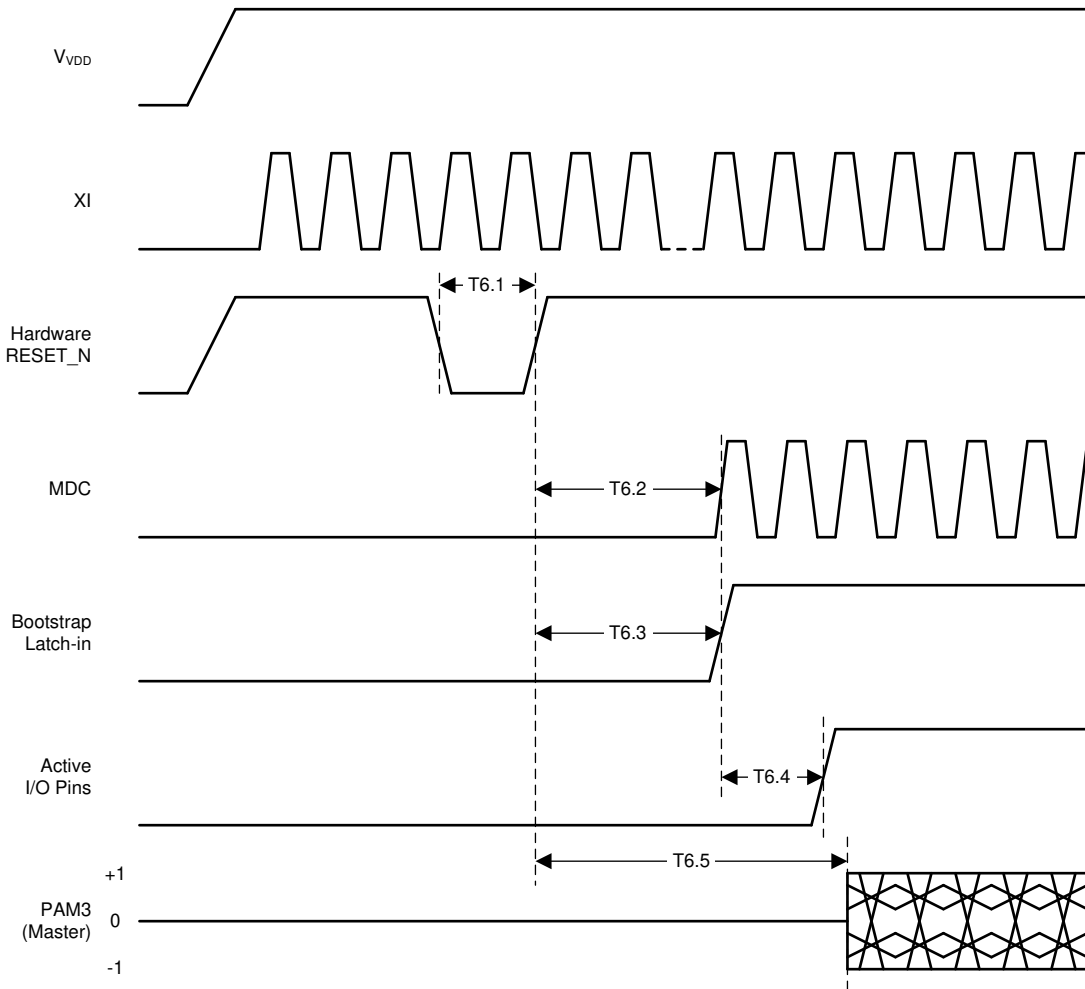 VVDD
XI
T6.1
Hardware
RESET_N
MDC
T6.2
Bootstrap
Latch-in
T6.3
Active
I/O Pins
T6.4
T6.5
+1
PAM3
(Master)
0
-1